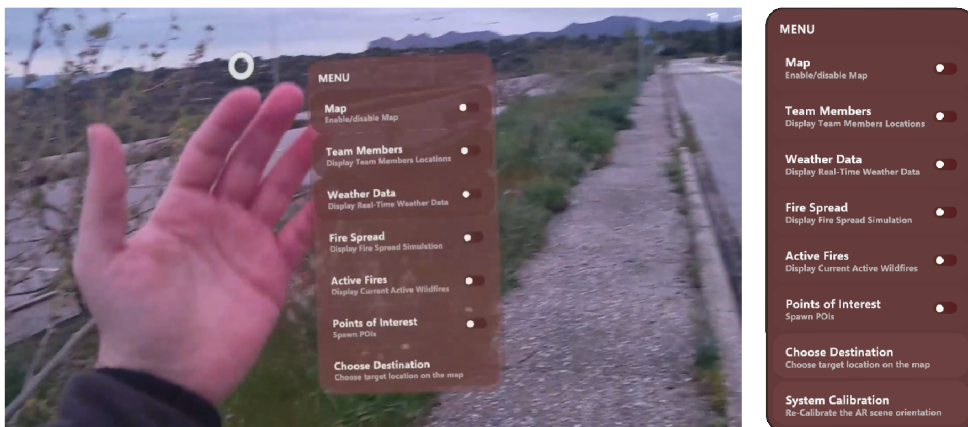 MENU
Map
Enable/disable Map
Team Members
Display Team Members Locations
Weather Data
Display Real-Time Weather Data
Fire Spread
Display Fire Spread Simulation
Active Fires
Display Current Active Wildfires
Points of Interest
Spawn POIs
Choose Destination
Choose target location on the map
MENU
Map
Enable/disable Map
Team Members
Display Team Members Locations
Weather Data
Display Real-Time Weather Data
Fire Spread
Display Fire Spread Simulation
Active Fires
Display Current Active Wildfires
Points of Interest
Spawn POIs
Choose Destination
Choose target location on the map
System Calibration
Re-Calibrate the AR scene orientation